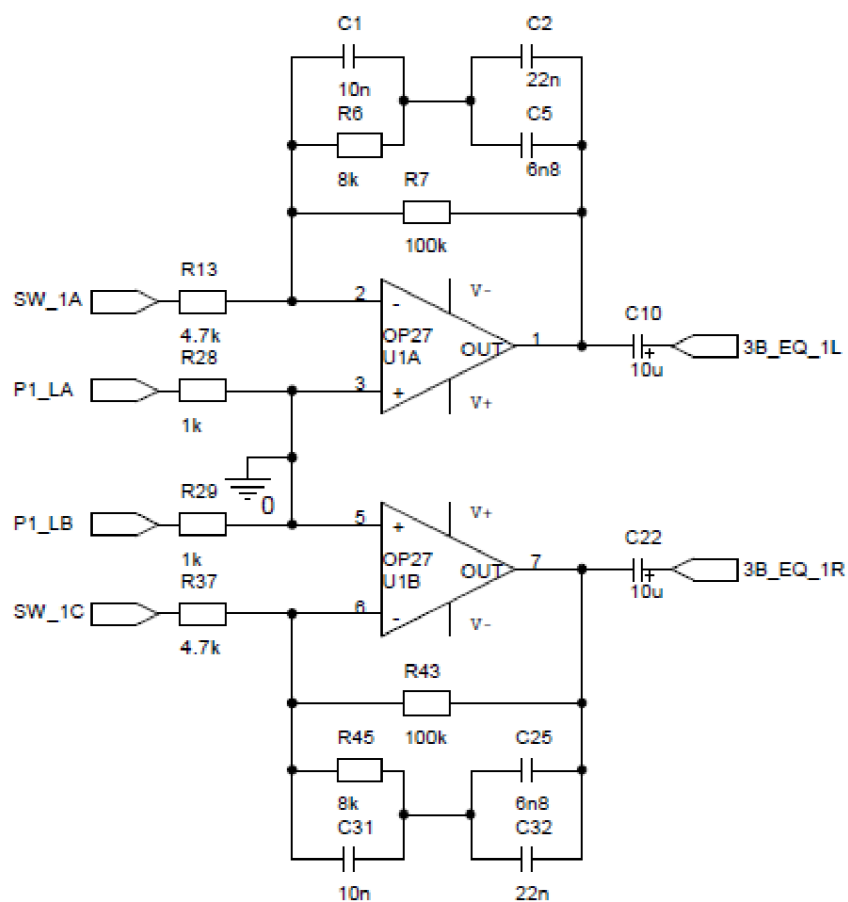 C1 C2
10n 22n
R6 C5
8k 6n8
R7
100k
R13 V-
SW_1A 2 -
4.7k OP27 C10
R28 U1A OUT 1 3B_EQ_1L
P1_LA 3 + 10u
1k V+
0
R29 V+
P1_LB 5 +
1k OP27 C22
R37 U1B OUT 7 3B_EQ_1R
SW_1C 6 - 10u
4.7k V-
R43
100k
R45 C25
8k 6n8
C31 C32
10n 22n